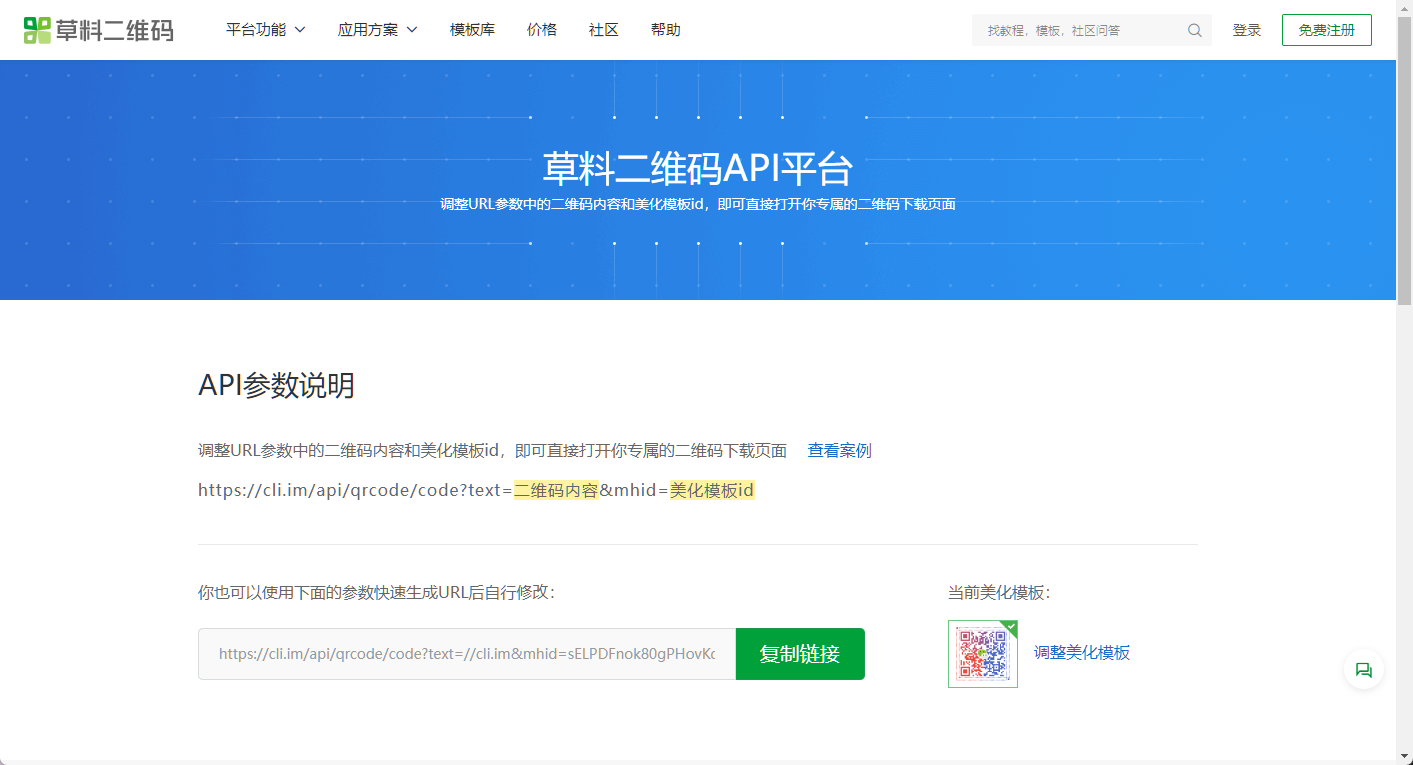 草料二维码 平台功能 应用方案 模板库 价格 社区 帮助 找教程，模板，社区问答 登录 免费注册
草料二维码API平台
调整URL参数中的二维码内容和美化模板id，即可直接打开你专属的二维码下载页面
API参数说明
调整URL参数中的二维码内容和美化模板id，即可直接打开你专属的二维码下载页面 查看案例
https://cli.im/api/qrcode/code?text=二维码内容&mhid=美化模板id
你也可以使用下面的参数快速生成URL后自行修改： 当前美化模板：
https://cli.im/api/qrcode/code?text=//cli.im&mhid=sELPDFnok80gPHovKc 复制链接 调整美化模板